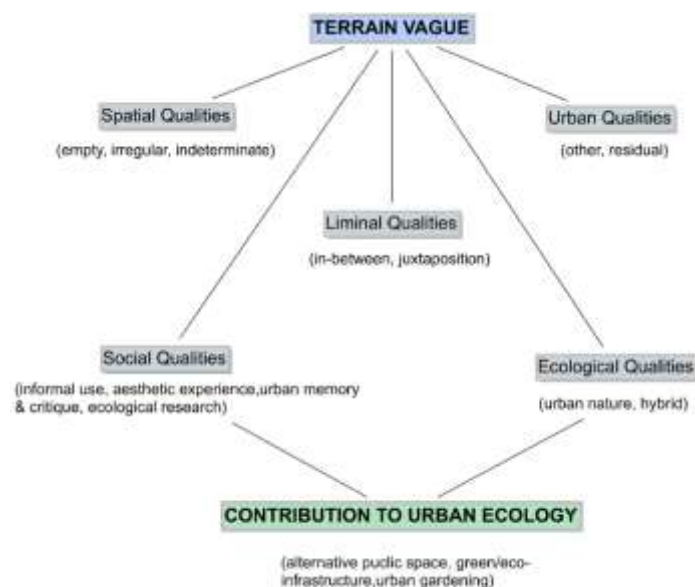 TERRAIN VAGUE
Spatial Qualities
(empty, irregular, indeterminate)
Urban Qualities
(other, residual)
Liminal Qualities
(in-between, juxtaposition)
Social Qualities
(informal use, aesthetic experience,urban memory
& critique, ecological research)
Ecological Qualities
(urban nature, hybrid)
CONTRIBUTION TO URBAN ECOLOGY
(alternative puclic space, green/eco-
infrastructure,urban gardening)